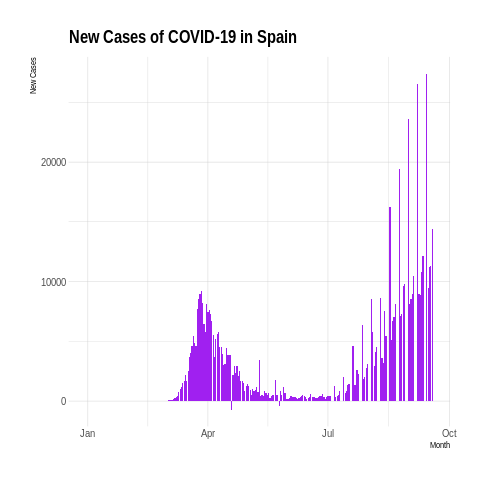 New Cases of COVID-19 in Spain
New Cases
20000
10000
0
Jan Apr Jul Oct
Month